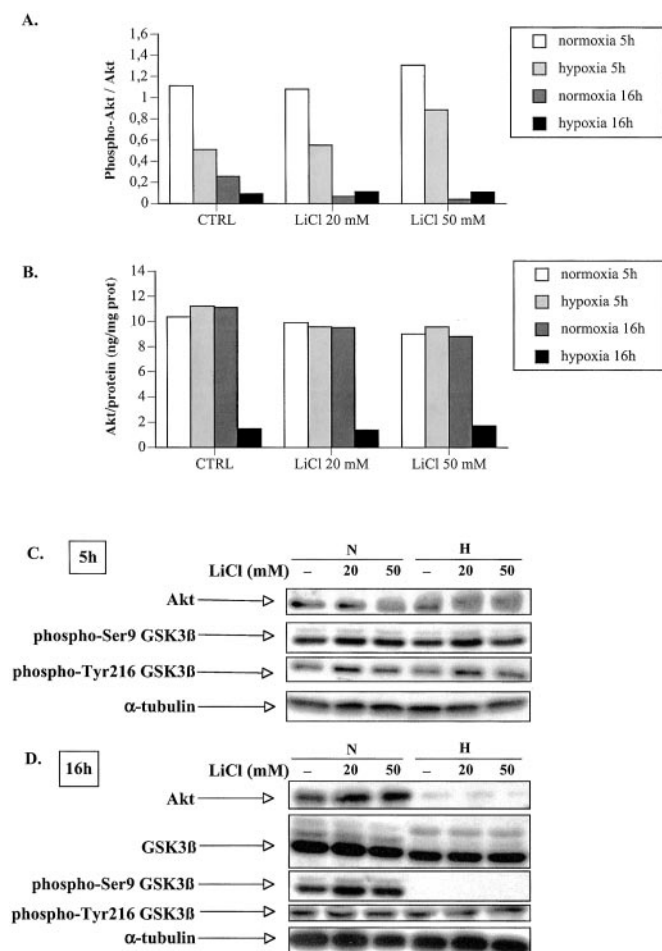 A.
Phospho-Akt / Akt
1,6
1,4
1,2
1
0,8
0,6
0,4
0,2
0
CTRL LiCl 20 mM LiCl 50 mM
normoxia 5h
hypoxia 5h
normoxia 16h
hypoxia 16h
B.
Akt/protein (ng/mg prot)
14
12
10
8
6
4
2
0
CTRL LiCl 20 mM LiCl 50 mM
normoxia 5h
hypoxia 5h
normoxia 16h
hypoxia 16h
C. 5h
N H
LiCl (mM) – 20 50 – 20 50
Akt
phospho-Ser9 GSK3ß
phospho-Tyr216 GSK3ß
α-tubulin
D. 16h
N H
LiCl (mM) – 20 50 – 20 50
Akt
GSK3ß
phospho-Ser9 GSK3ß
phospho-Tyr216 GSK3ß
α-tubulin